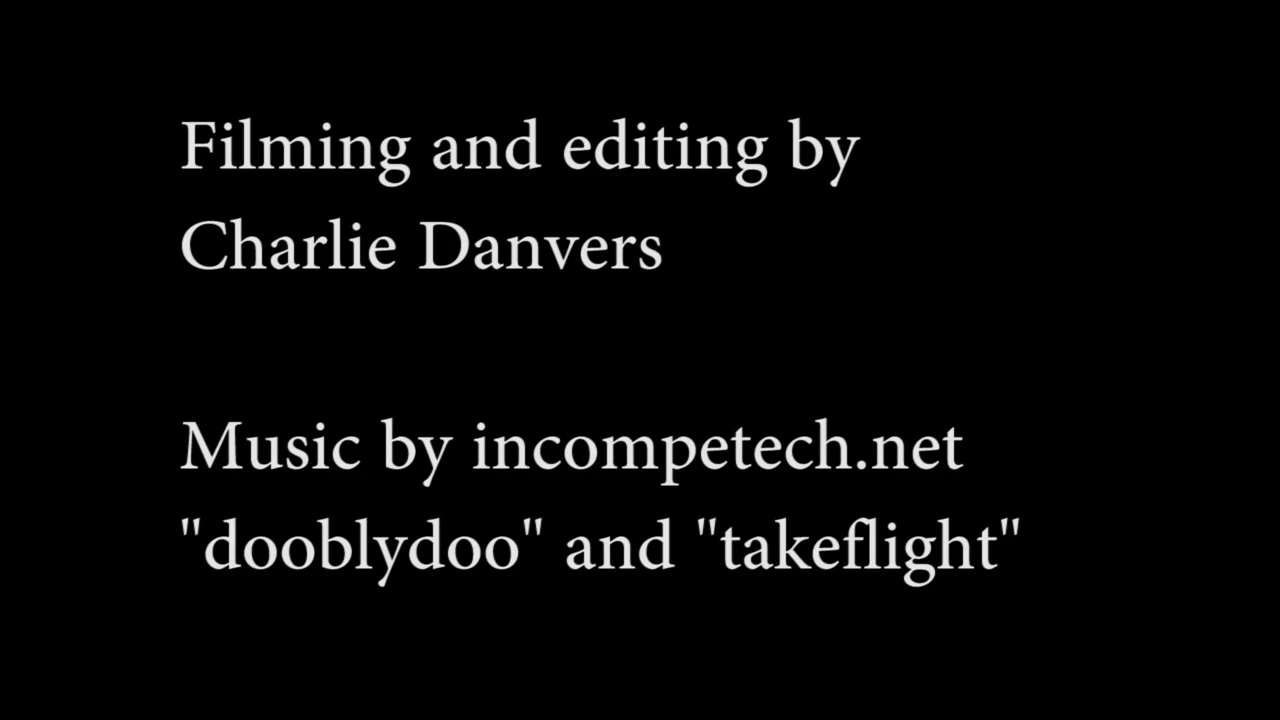 Filming and editing by
Charlie Danvers
Music by incompetech.net
"dooblydoo" and "takeflight"